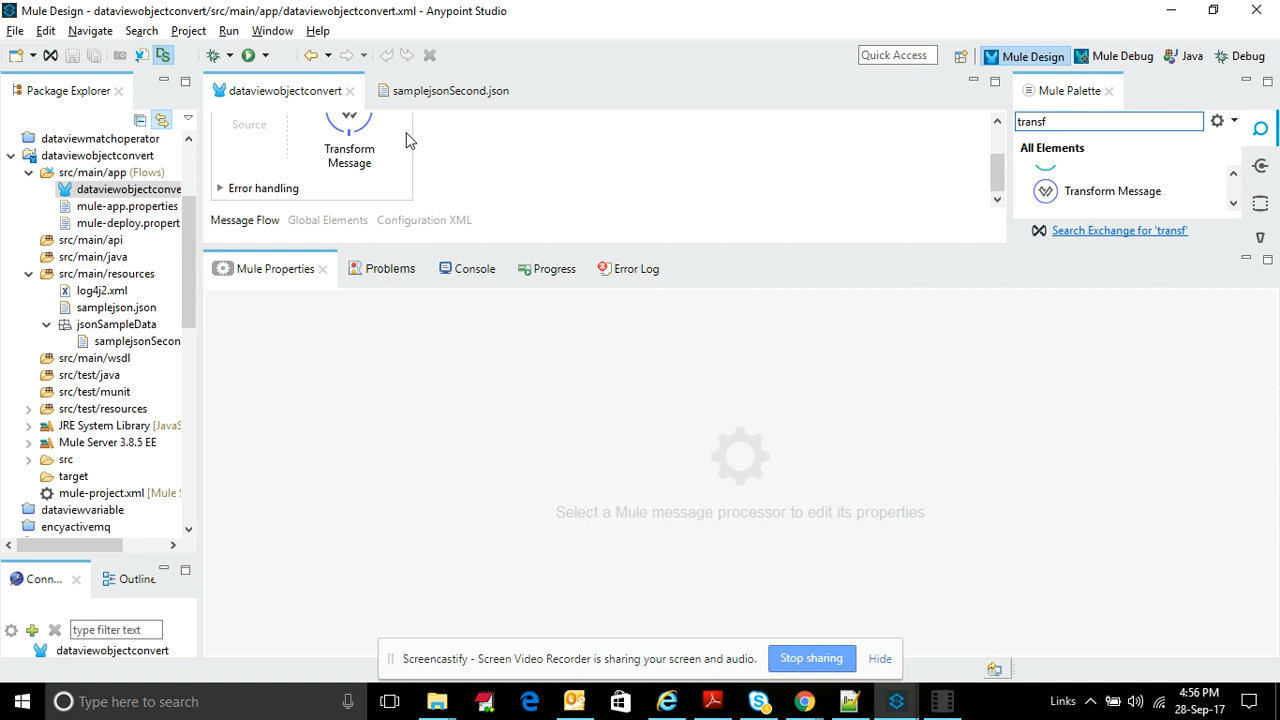 Mule Design - dataviewobjectconvert/src/main/app/dataviewobjectconvert.xml - Anypoint Studio
File Edit Navigate Search Project Run Window Help
Quick Access Mule Design Mule Debug Java Debug
Package Explorer
dataviewobjectconvert samplejsonSecond.json
Mule Palette
transf
All Elements
Transform Message
Search Exchange for 'transf'
dataviewmatchoperator
dataviewobjectconvert
src/main/app (Flows)
dataviewobjectconve
mule-app.properties
mule-deploy.propert
src/main/api
src/main/java
src/main/resources
log4j2.xml
samplejson.json
jsonSampleData
samplejsonSecon
src/main/wsdl
src/test/java
src/test/munit
src/test/resources
JRE System Library [JavaS
Mule Server 3.8.5 EE
src
target
mule-project.xml [Mule S
dataviewvariable
encyactivemq
Source
Transform
Message
Error handling
Message Flow Global Elements Configuration XML
Mule Properties Problems Console Progress Error Log
Select a Mule message processor to edit its properties
Conn... Outline
type filter text
dataviewobjectconvert
Screencastify - Screen Video Recorder is sharing your screen and audio. Stop sharing Hide
Type here to search
Links
4:56 PM
28-Sep-17